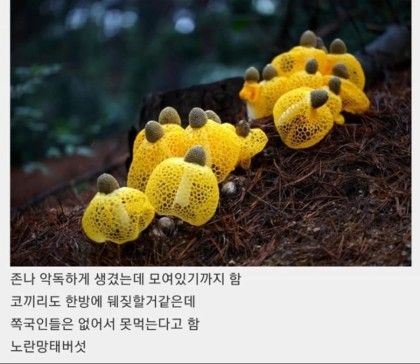 존나 악독하게 생겼는데 모여있기까지 함
코끼리도 한방에 뒈짖할거같은데
쪽국인들은 없어서 못먹는다고 함
노란망태버섯